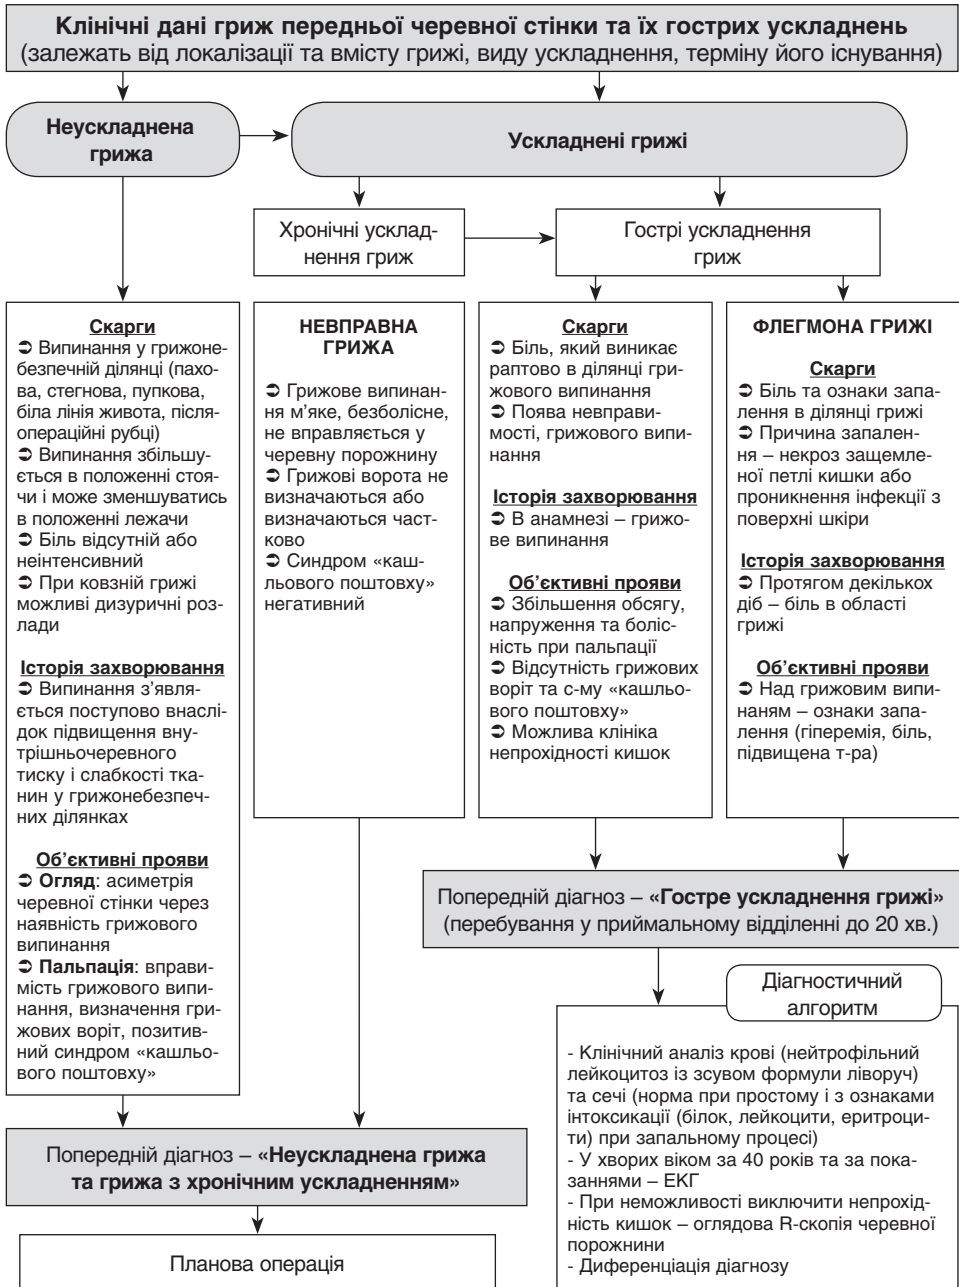 Клінічні дані гриж передньої черевної стінки та їх гострих ускладнень
(залежать від локалізації та вмісту грижі, виду ускладнення, терміну його існування)
Неускладнена
грижа
Ускладнені грижі
Хронічні усклад-
нення гриж
Гострі ускладнення
гриж
Скарги
➲ Випинання у грижоне-
безпечній ділянці (пахо-
ва, стегнова, пупкова,
біла лінія живота, після-
операційні рубці)
➲ Випинання збільшу-
ється в положенні стоя-
чи і може зменшуватись
в положенні лежачи
➲ Біль відсутній або
неінтенсивний
➲ При ковзній грижі
можливі дизуричні роз-
лади
Історія захворювання
➲ Випинання з’явля-
ється поступово внаслі-
док підвищення вну-
трішньочеревного
тиску і слабкості тка-
нин у грижонебезпеч-
них ділянках
Об’єктивні прояви
➲ Огляд: асиметрія
черевної стінки через
наявність грижового
випинання
➲ Пальпація: вправи-
мість грижового випи-
нання, визначення гри-
жових воріт, позитив-
ний синдром «кашльо-
вого поштовху»
НЕВПРАВНА
ГРИЖА
➲ Грижове випинан-
ня м’яке, безболісне,
не вправляється у
черевну порожнину
➲ Грижові ворота не
визначаються або
визначаються част-
ково
➲ Синдром «каш-
льового поштовху»
негативний
Скарги
➲ Біль, який виникає
раптово в ділянці гри-
жового випинання
➲ Поява невправи-
мості, грижового випи-
нання
Історія захворювання
➲ В анамнезі – грижо-
ве випинання
Об’єктивні прояви
➲ Збільшення обсягу,
напруження та боліс-
ність при пальпації
➲ Відсутність грижових
воріт та с-му «кашльо-
вого поштовху»
➲ Можлива клініка
непрохідності кишок
ФЛЕГМОНА ГРИЖІ
Скарги
➲ Біль та ознаки запа-
лення в ділянці грижі
➲ Причина запален-
ня – некроз защемле-
ної петлі кишки або
проникнення інфекції з
поверхні шкіри
Історія захворювання
➲ Протягом декількох
діб – біль в області
грижі
Об’єктивні прояви
➲ Над грижовим випи-
наням – ознаки запа-
лення (гіперемія, біль,
підвищена т-ра)
Попередній діагноз – «Гостре ускладнення грижі»
(перебування у приймальному відділенні до 20 хв.)
Діагностичний
алгоритм
- Клінічний аналіз крові (нейтрофільний
лейкоцитоз із зсувом формули ліворуч)
та сечі (норма при простому і з ознаками
інтоксикації (білок, лейкоцити, еритроци-
ти) при запальному процесі)
- У хворих віком за 40 років та за пока-
заннями – ЕКГ
- При неможливості виключити непрохід-
ність кишок – оглядова R-скопія черевної
порожнини
- Диференціація діагнозу
Попередній діагноз – «Неускладнена грижа
та грижа з хронічним ускладненням»
Планова операція